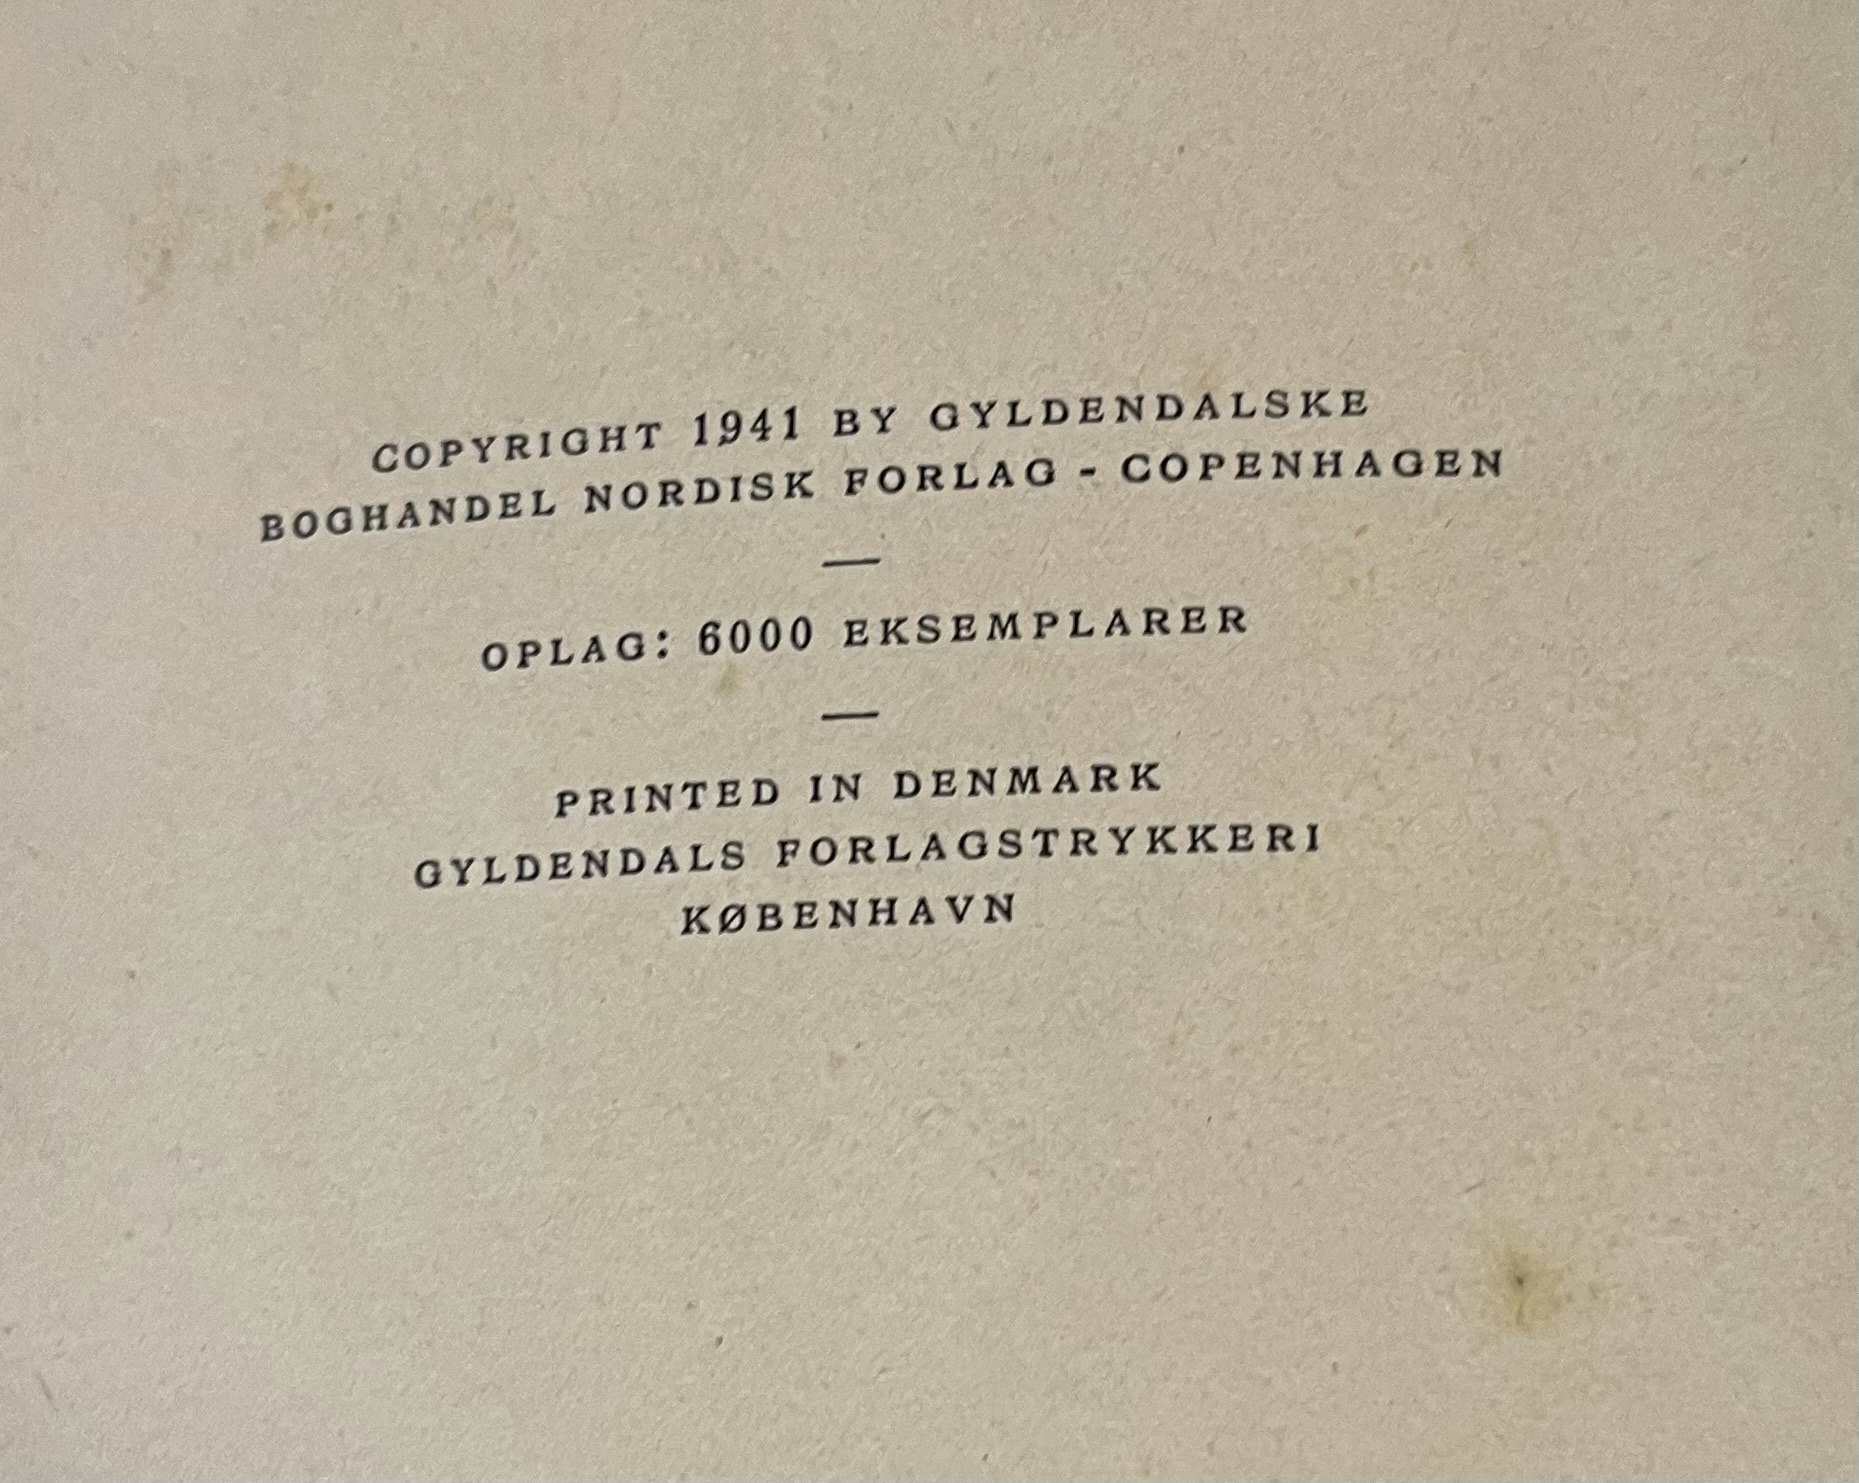 COPYRIGHT 1941 BY GYLDENDALSKE
BOGHANDEL NORDISK FORLAG - COPENHAGEN
—
OPLAG: 6000 EKSEMPLARER
—
PRINTED IN DENMARK
GYLDENDALS FORLAGSTRYKKERI
KØBENHAVN